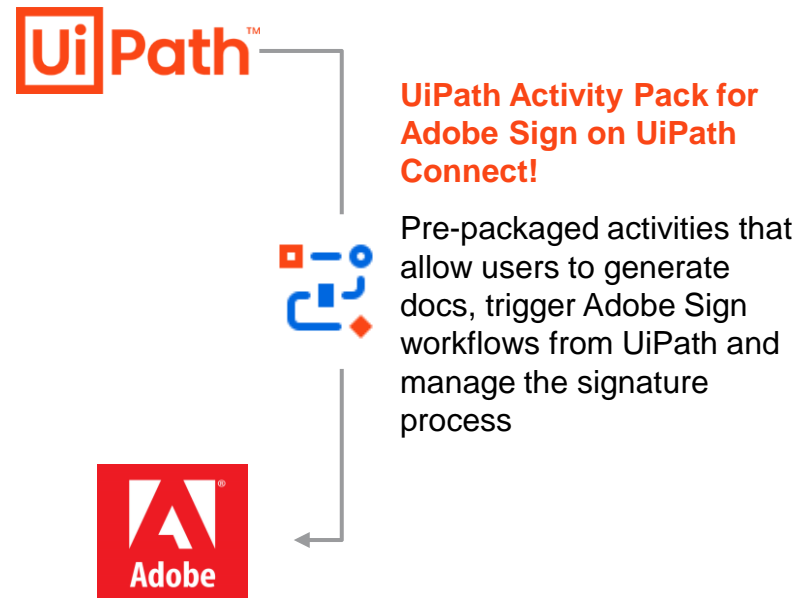 UiPath™
UiPath Activity Pack for
Adobe Sign on UiPath
Connect!
Pre-packaged activities that
allow users to generate
docs, trigger Adobe Sign
workflows from UiPath and
manage the signature
process
®
Adobe